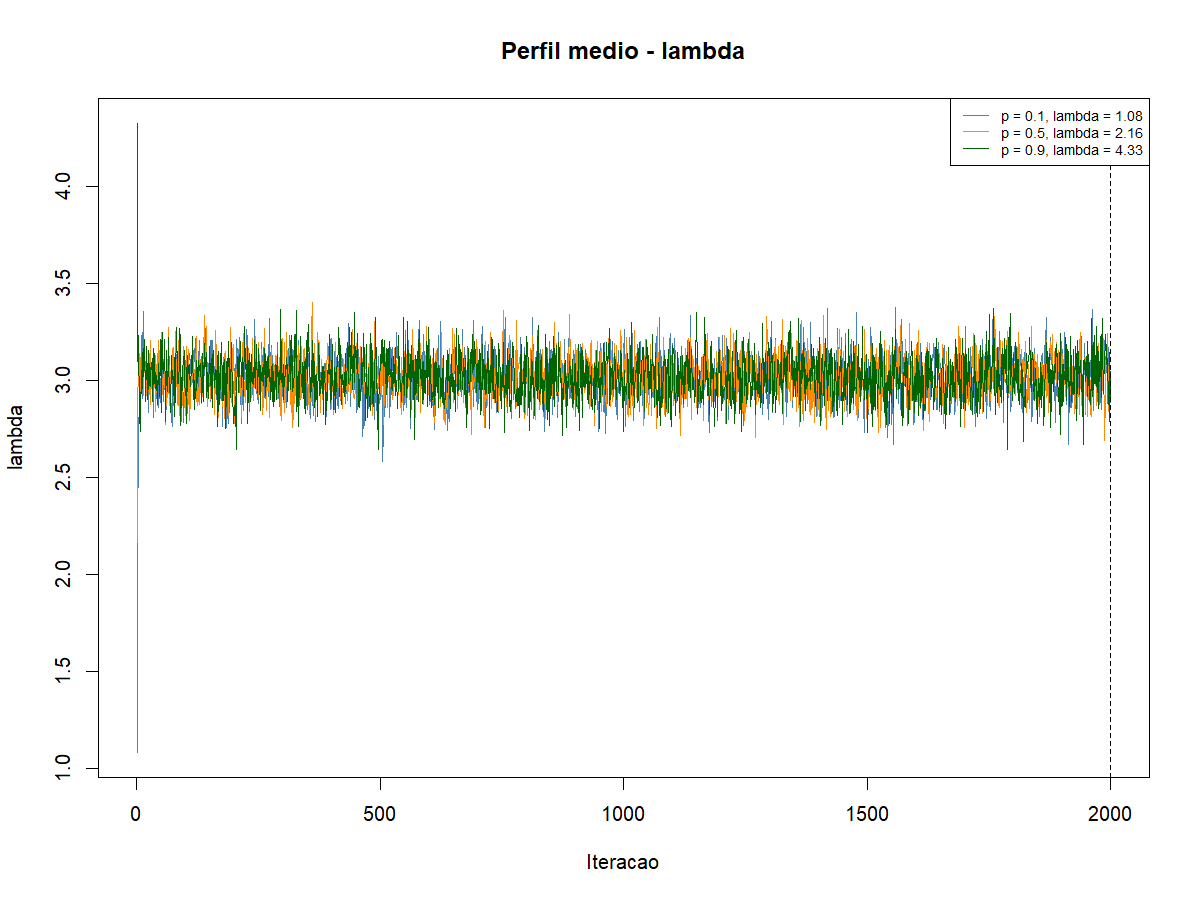 Perfil medio - lambda
p = 0.1, lambda = 1.08
p = 0.5, lambda = 2.16
p = 0.9, lambda = 4.33
lambda
4.0
3.5
3.0
2.5
2.0
1.5
1.0
0 500 1000 1500 2000
Iteracao